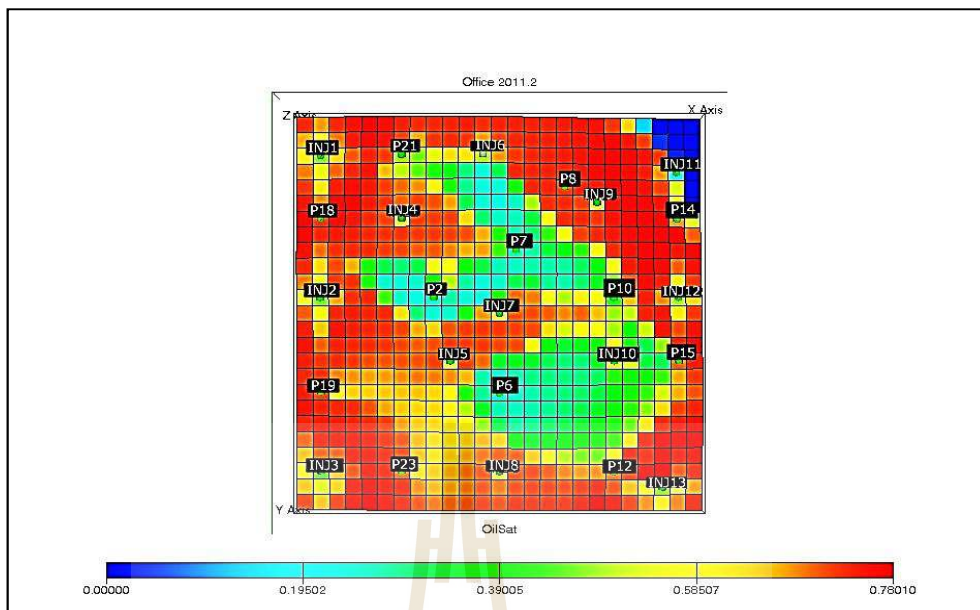 Office 2011.2
Z Axis
X Axis
INJ1
P21
INJ6
INJ11
P8
INJ9
P18
INJ4
P14
P7
INJ2
P2
P10
INJ12
INJ7
INJ5
INJ10
P15
P19
P6
INJ3
P23
INJ8
P12
INJ13
Y Axis
OilSat
0.00000
0.19502
0.39005
0.58507
0.78010